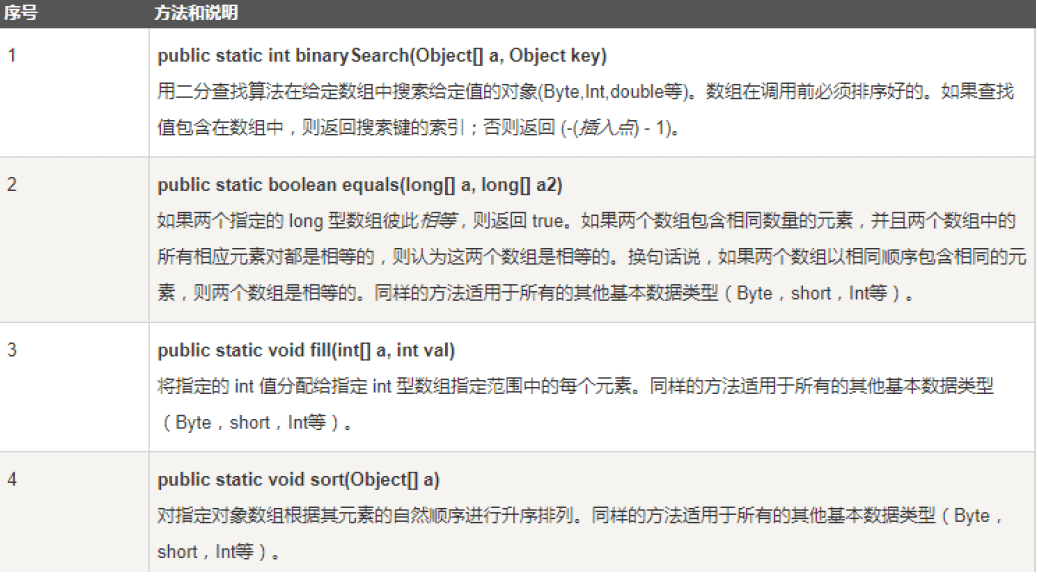 序号 方法和说明
1 public static int binarySearch(Object[] a, Object key)
用二分查找算法在给定数组中搜索给定值的对象(Byte,Int,double等)。数组在调用前必须排序好的。如果查找
值包含在数组中，则返回搜索键的索引；否则返回 (-(插入点) - 1)。
2 public static boolean equals(long[] a, long[] a2)
如果两个指定的 long 型数组彼此相等，则返回 true。如果两个数组包含相同数量的元素，并且两个数组中的
所有相应元素对都是相等的，则认为这两个数组是相等的。换句话说，如果两个数组以相同顺序包含相同的元
素，则两个数组是相等的。同样的方法适用于所有的其他基本数据类型（Byte，short，Int等）。
3 public static void fill(int[] a, int val)
将指定的 int 值分配给指定 int 型数组指定范围中的每个元素。同样的方法适用于所有的其他基本数据类型
（Byte，short，Int等）。
4 public static void sort(Object[] a)
对指定对象数组根据其元素的自然顺序进行升序排列。同样的方法适用于所有的其他基本数据类型（Byte，
short，Int等）。